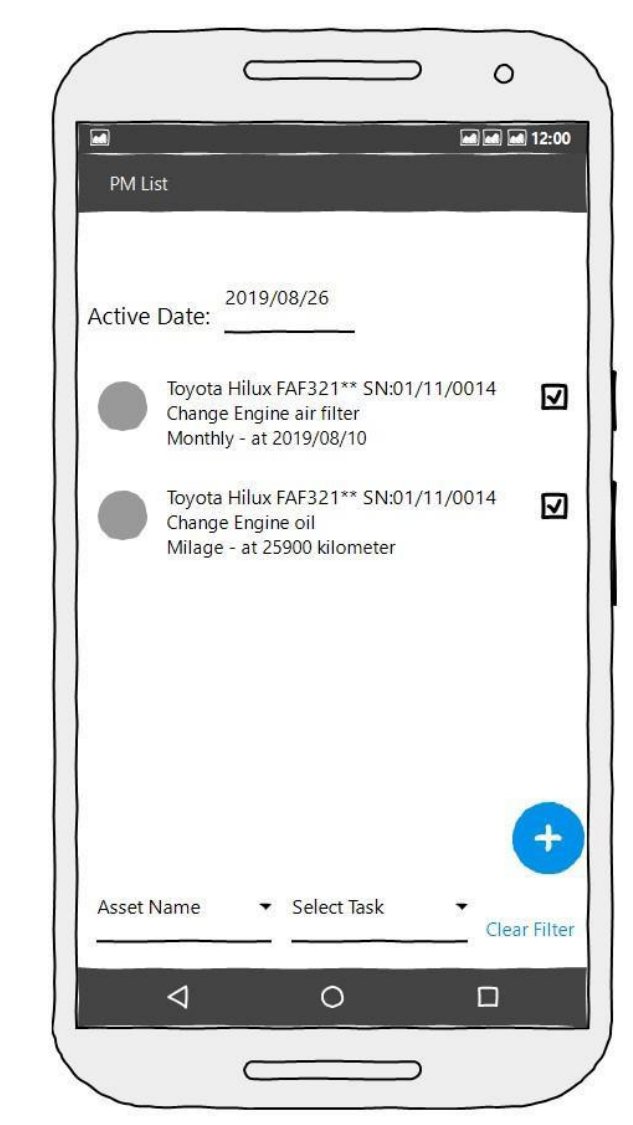 12:00
PM List
Active Date: 2019/08/26
Toyota Hilux FAF321** SN:01/11/0014
Change Engine air filter
Monthly - at 2019/08/10
Toyota Hilux FAF321** SN:01/11/0014
Change Engine oil
Milage - at 25900 kilometer
Asset Name
Select Task
Clear Filter